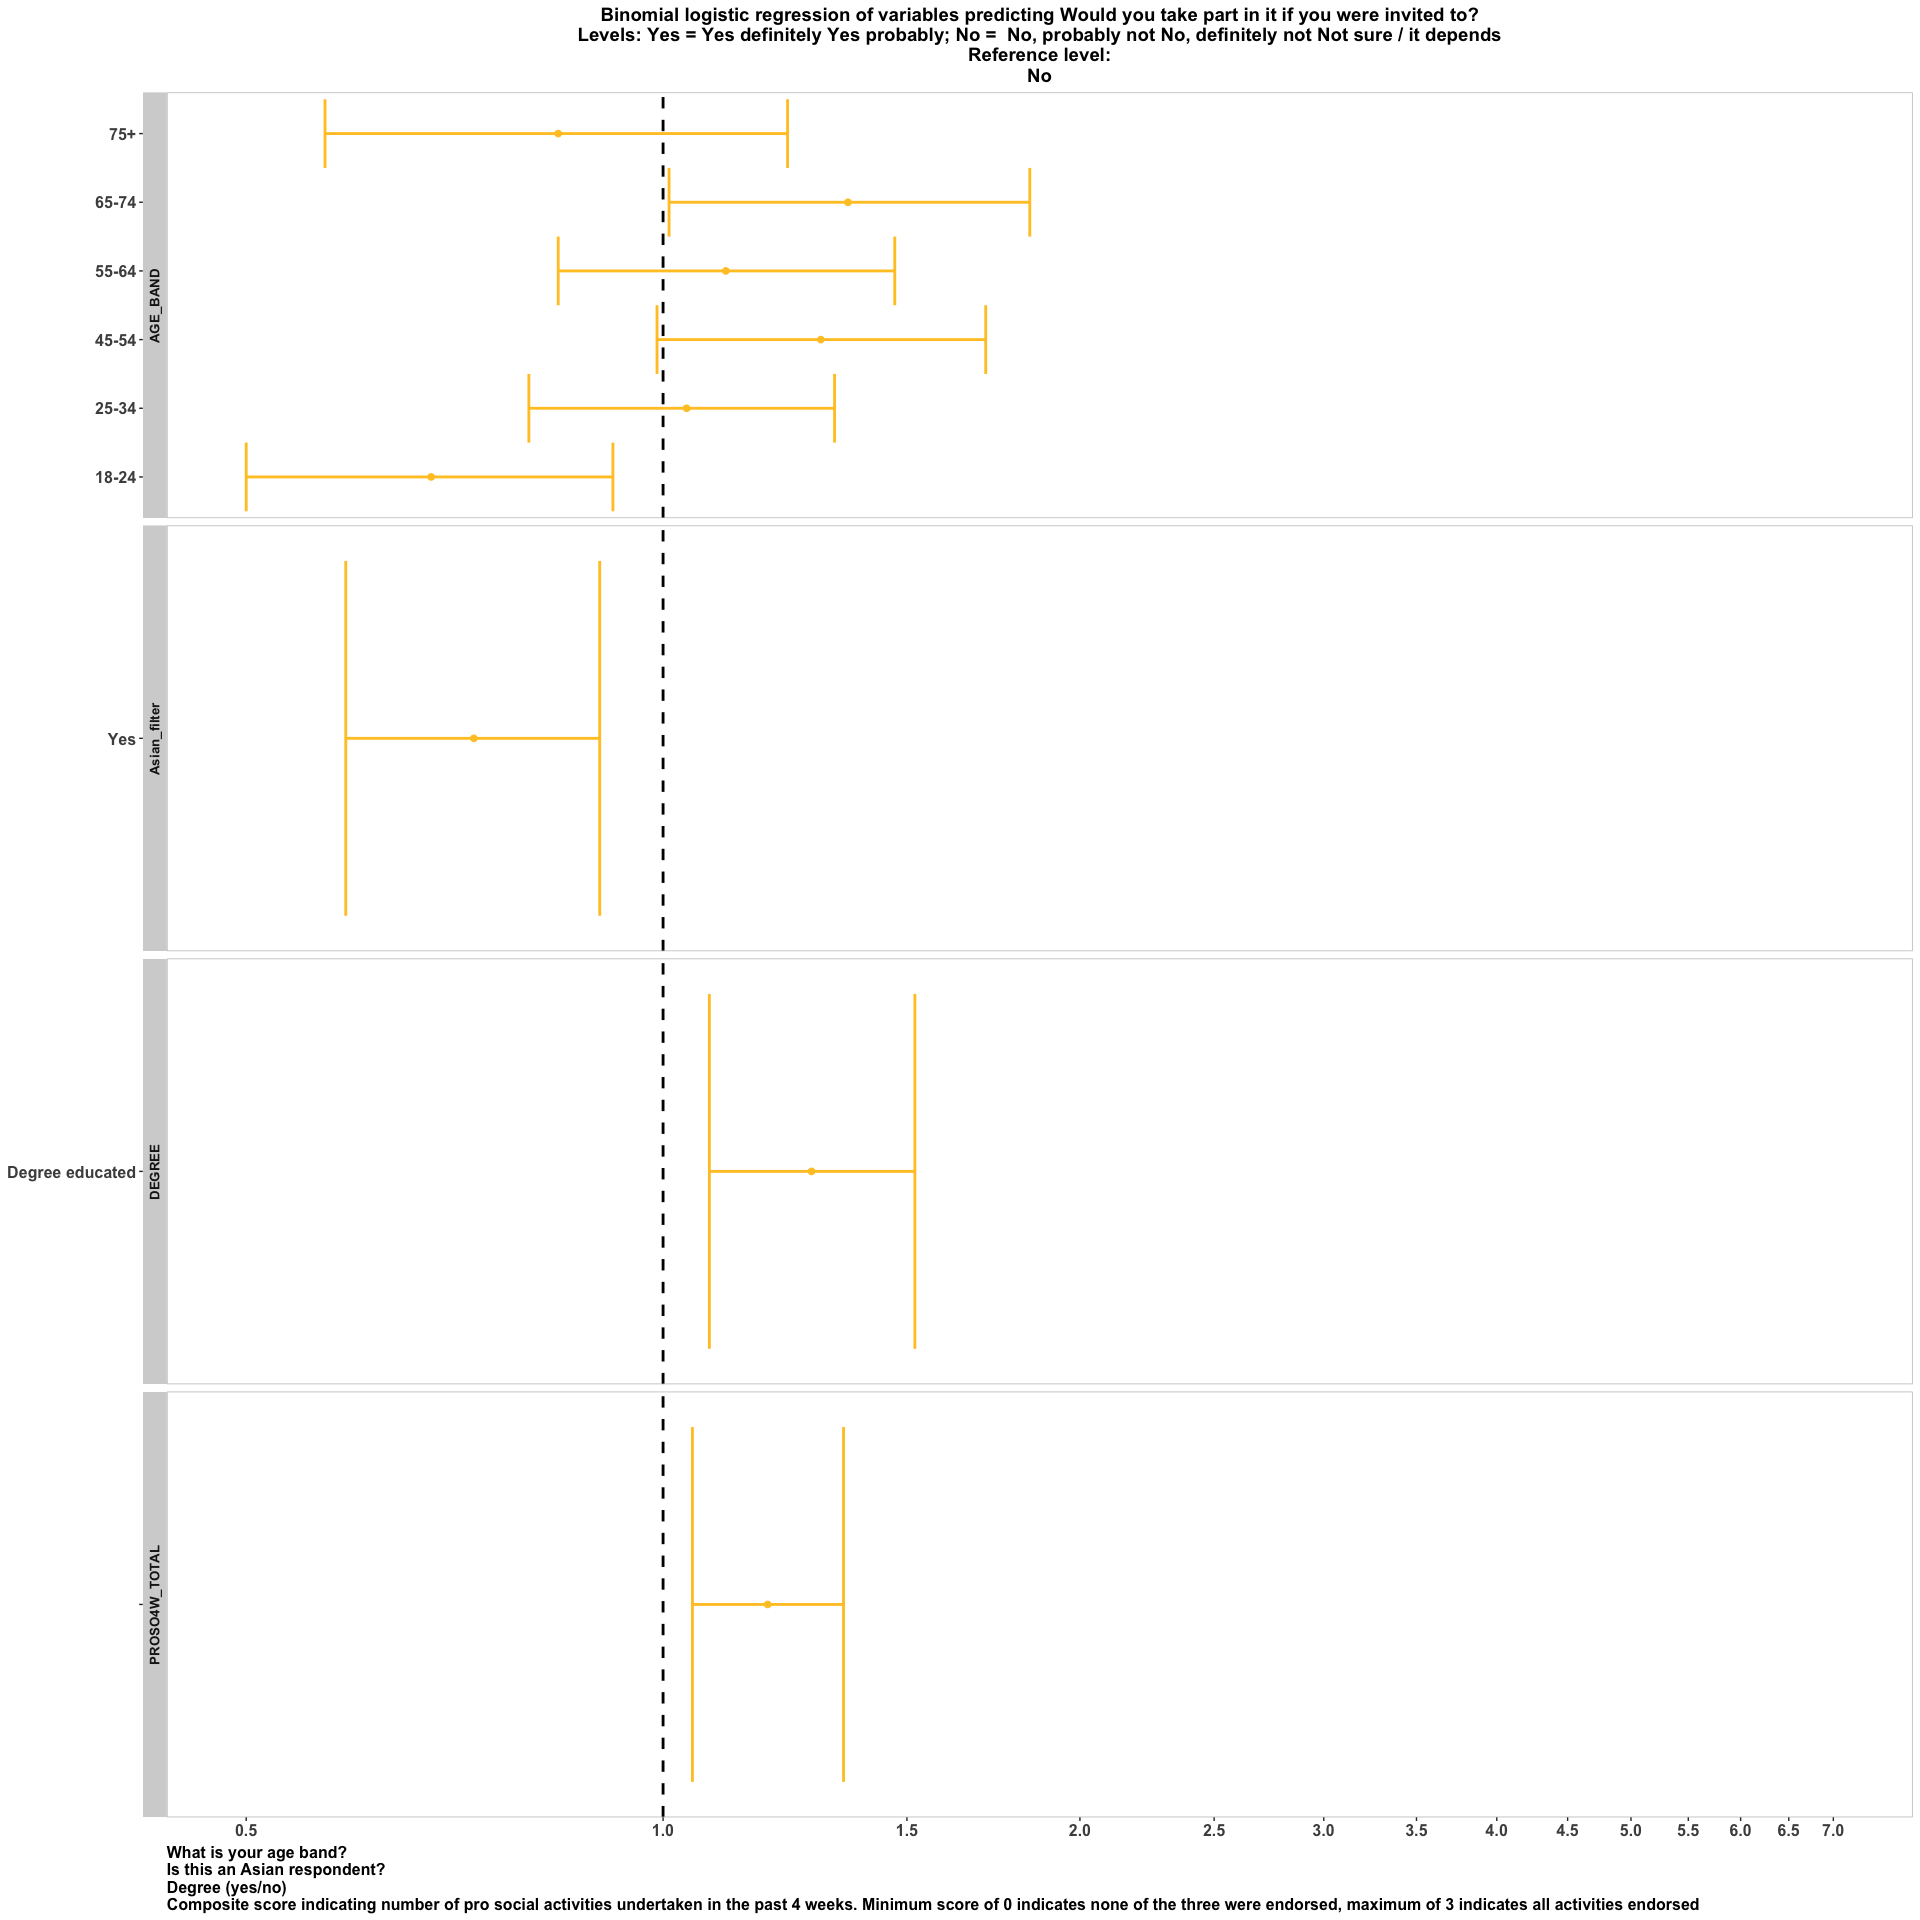 Binomial logistic regression of variables predicting Would you take part in it if you were invited to?
Levels: Yes = Yes definitely Yes probably; No =  No, probably not No, definitely not Not sure / it depends
Reference level:
No
AGE_BAND
75+
65-74
55-64
45-54
25-34
18-24
Asian_filter
Yes
DEGREE
Degree educated
PROSO4W_TOTAL
0.5 1.0 1.5 2.0 2.5 3.0 3.5 4.0 4.5 5.0 5.5 6.0 6.5 7.0
What is your age band?
Is this an Asian respondent?
Degree (yes/no)
Composite score indicating number of pro social activities undertaken in the past 4 weeks. Minimum score of 0 indicates none of the three were endorsed, maximum of 3 indicates all activities endorsed